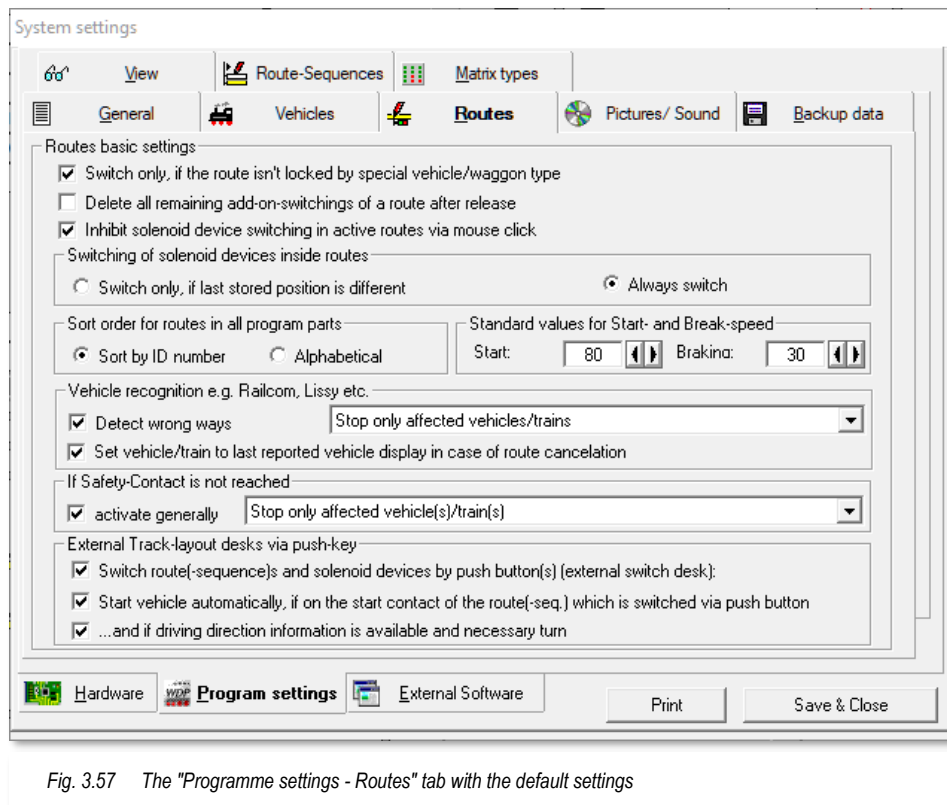 System settings
View Route-Sequences Matrix types
General Vehicles Routes Pictures/ Sound Backup data
Routes basic settings
Switch only, if the route isn't locked by special vehicle/waggon type
Delete all remaining add-on-switchings of a route after release
Inhibit solenoid device switching in active routes via mouse click
Switching of solenoid devices inside routes
Switch only, if last stored position is different Always switch
Sort order for routes in all program parts Standard values for Start- and Break-speed
Sort by ID number Alphabetical Start: 80 Braking: 30
Vehicle recognition e.g. Railcom, Lissy etc.
Detect wrong ways Stop only affected vehicles/trains
Set vehicle/train to last reported vehicle display in case of route cancelation
If Safety-Contact is not reached
activate generally Stop only affected vehicle(s)/train(s)
External Track-layout desks via push-key
Switch route(-sequence)s and solenoid devices by push button(s) (external switch desk):
Start vehicle automatically, if on the start contact of the route(-seq.) which is switched via push button
...and if driving direction information is available and necessary turn
Hardware WDP Program settings External Software
Print Save & Close
Fig. 3.57 The "Programme settings - Routes" tab with the default settings